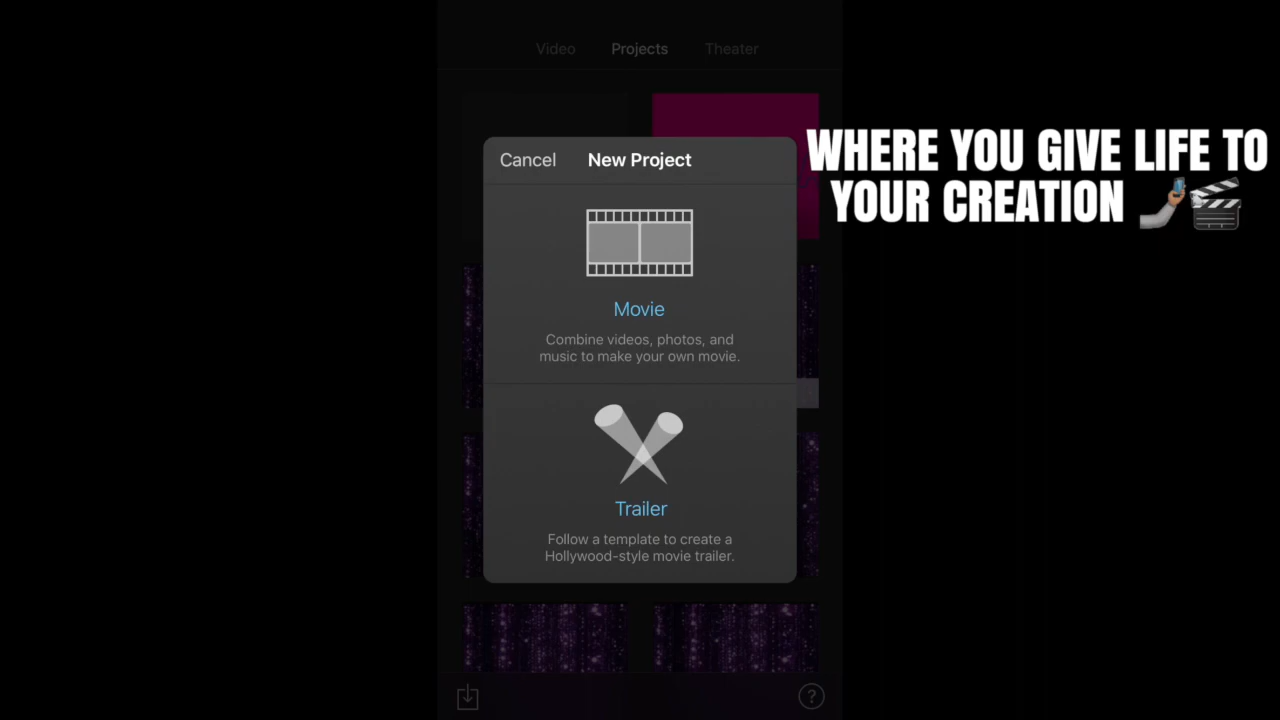 Video Projects Theater
Cancel New Project
WHERE YOU GIVE LIFE TO
YOUR CREATION 🤳🏽🎬
Movie
Combine videos, photos, and
music to make your own movie.
Trailer
Follow a template to create a
Hollywood-style movie trailer.
?